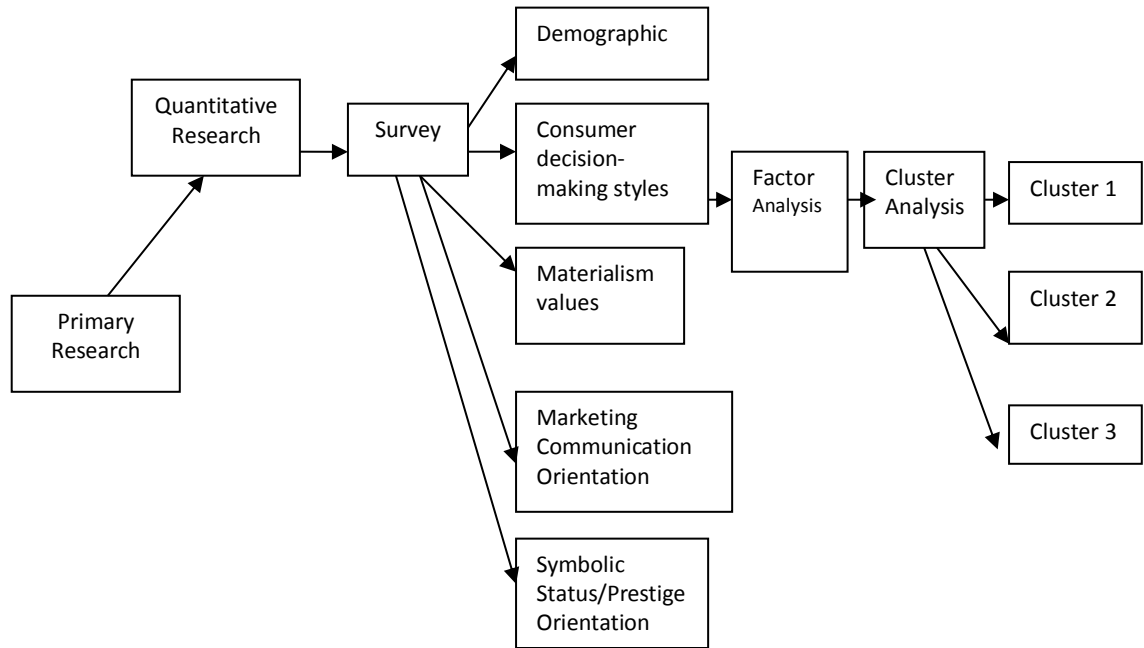 Primary
Research
Quantitative
Research
Survey
Demographic
Consumer
decision-
making styles
Materialism
values
Marketing
Communication
Orientation
Symbolic
Status/Prestige
Orientation
Factor
Analysis
Cluster
Analysis
Cluster 1
Cluster 2
Cluster 3